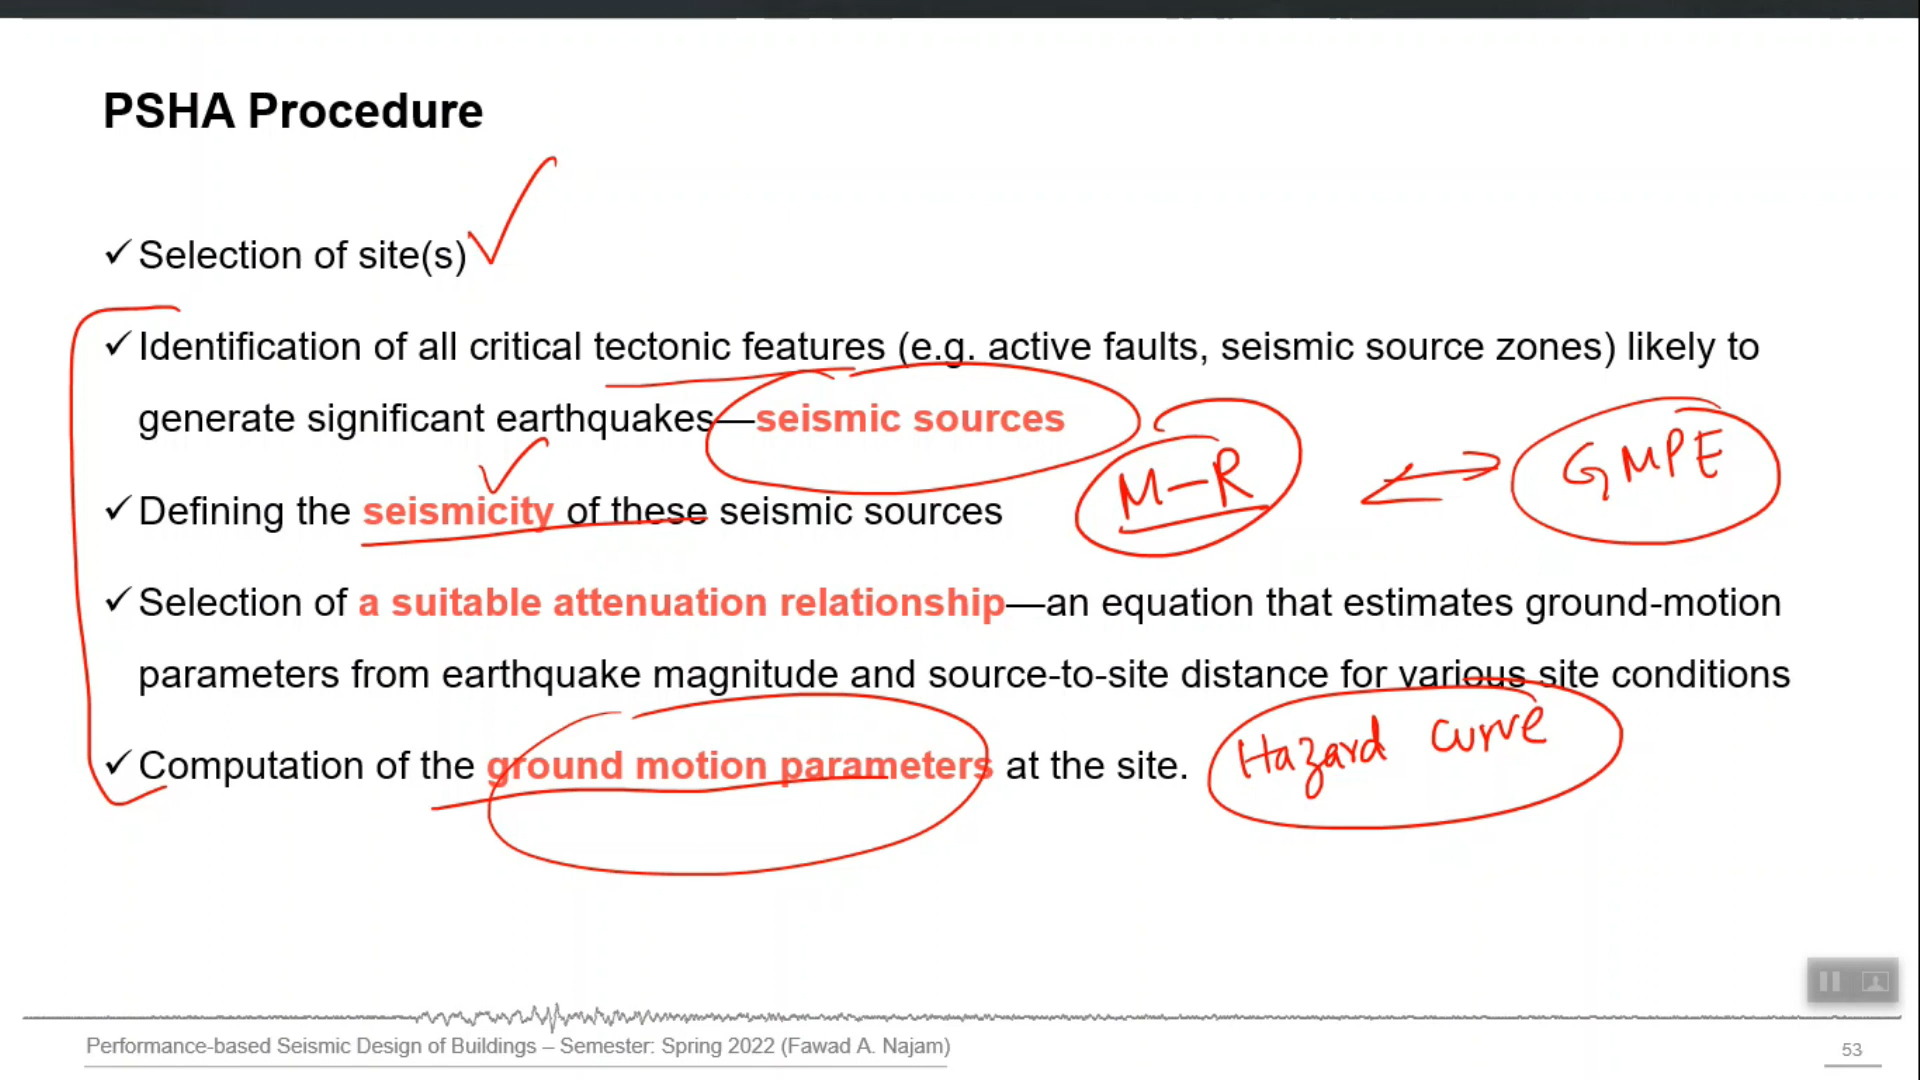 PSHA Procedure
✓ Selection of site(s)
✓ Identification of all critical tectonic features (e.g. active faults, seismic source zones) likely to
generate significant earthquakes—seismic sources
M-R
GMPE
✓ Defining the seismicity of these seismic sources
✓ Selection of a suitable attenuation relationship—an equation that estimates ground-motion
parameters from earthquake magnitude and source-to-site distance for various site conditions
✓ Computation of the ground motion parameters at the site.
Hazard curve
Performance-based Seismic Design of Buildings – Semester: Spring 2022 (Fawad A. Najam)
53